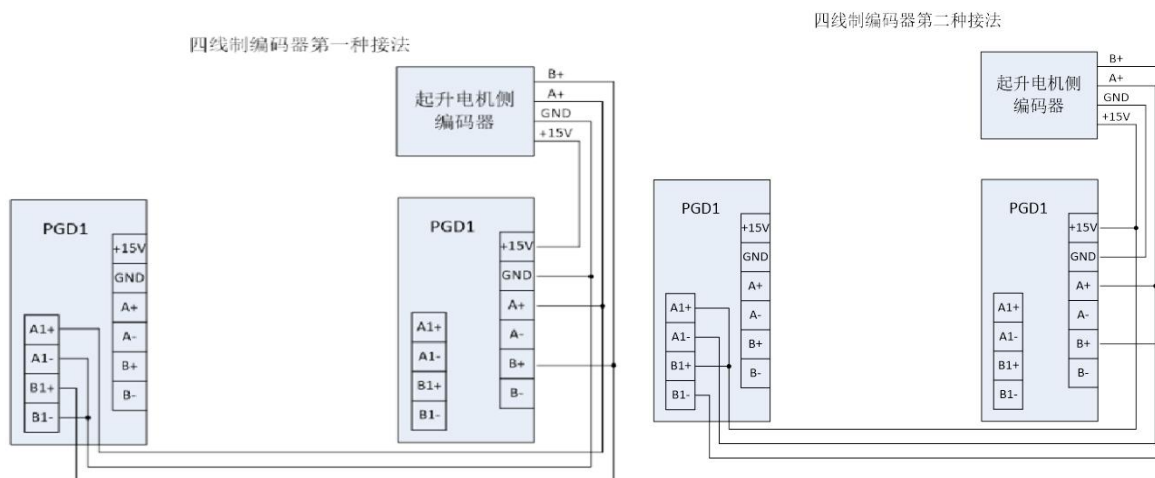 四线制编码器第一种接法
起升电机侧
编码器
B+
A+
GND
+15V
PGD1
+15V
GND
A+
A-
B+
B-
A1+
A1-
B1+
B1-
PGD1
+15V
GND
A+
A-
B+
B-
A1+
A1-
B1+
B1-
四线制编码器第二种接法
起升电机侧
编码器
B+
A+
GND
+15V
PGD1
+15V
GND
A+
A-
B+
B-
A1+
A1-
B1+
B1-
PGD1
+15V
GND
A+
A-
B+
B-
A1+
A1-
B1+
B1-